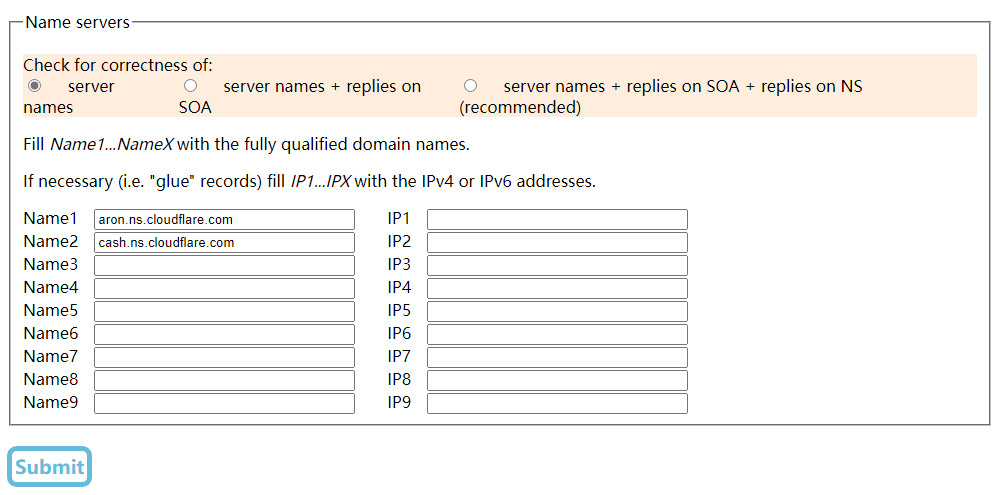 Name servers
Check for correctness of:
server names server names + replies on SOA server names + replies on SOA + replies on NS (recommended)
Fill Name1...NameX with the fully qualified domain names.
If necessary (i.e. "glue" records) fill IP1...IPX with the IPv4 or IPv6 addresses.
Name1 aron.ns.cloudflare.com IP1
Name2 cash.ns.cloudflare.com IP2
Name3 IP3
Name4 IP4
Name5 IP5
Name6 IP6
Name7 IP7
Name8 IP8
Name9 IP9
Submit